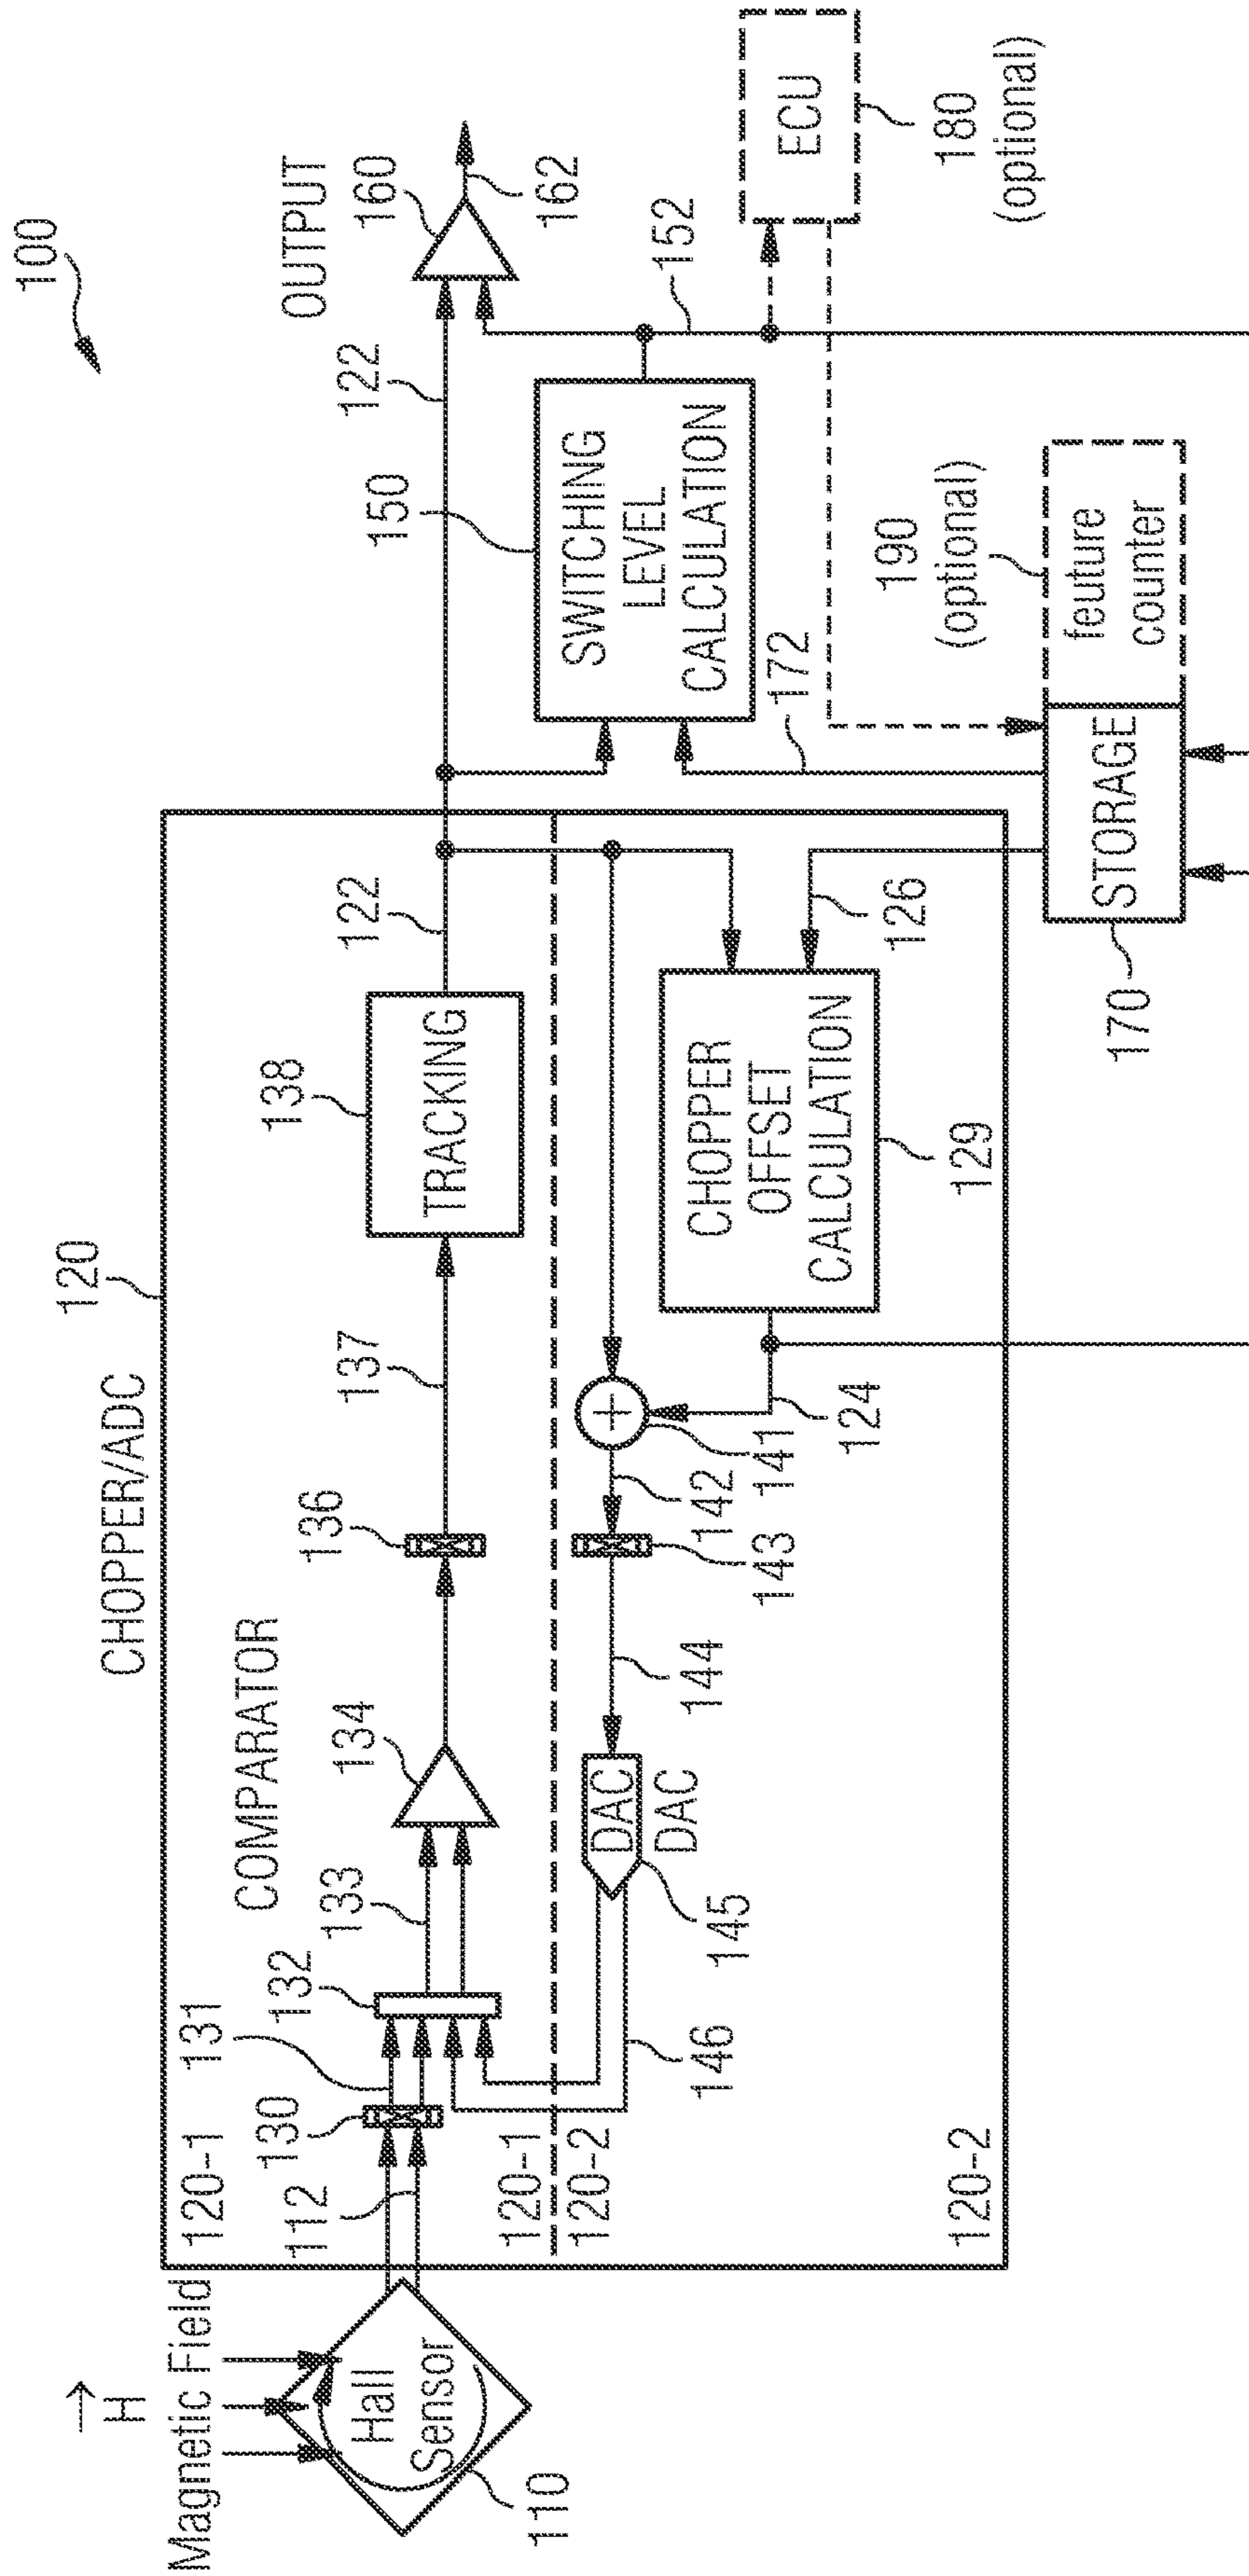 100
CHOPPER/ADC
120
H
Magnetic Field
Hall
Sensor
110
120-1
112
130
131
132
133
COMPARATOR
134
136
137
138
TRACKING
122
122
OUTPUT
160
162
120-1
120-2
120-2
146
145
DAC
DAC
144
143
142
141
124
CHOPPER
OFFSET
CALCULATION
129
126
150
SWITCHING
LEVEL
CALCULATION
152
172
ECU
180
(optional)
190
(optional)
feuture
counter
STORAGE
170